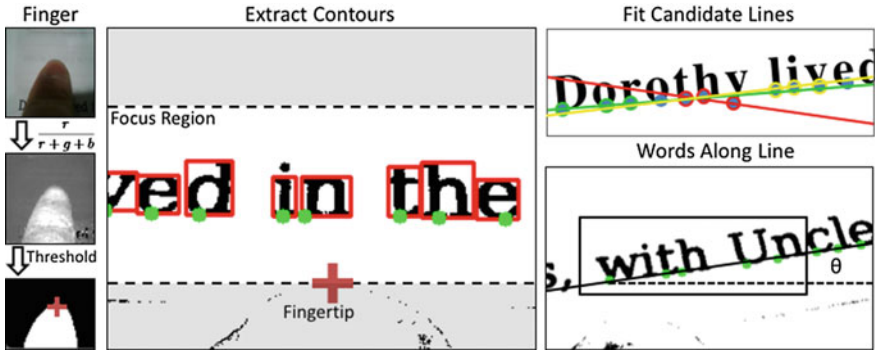 Finger
Extract Contours
Fit Candidate Lines
r
r + g + b
Threshold
Focus Region
ved in the
Fingertip
Dorothy lived
Words Along Line
s, with Uncle
θ